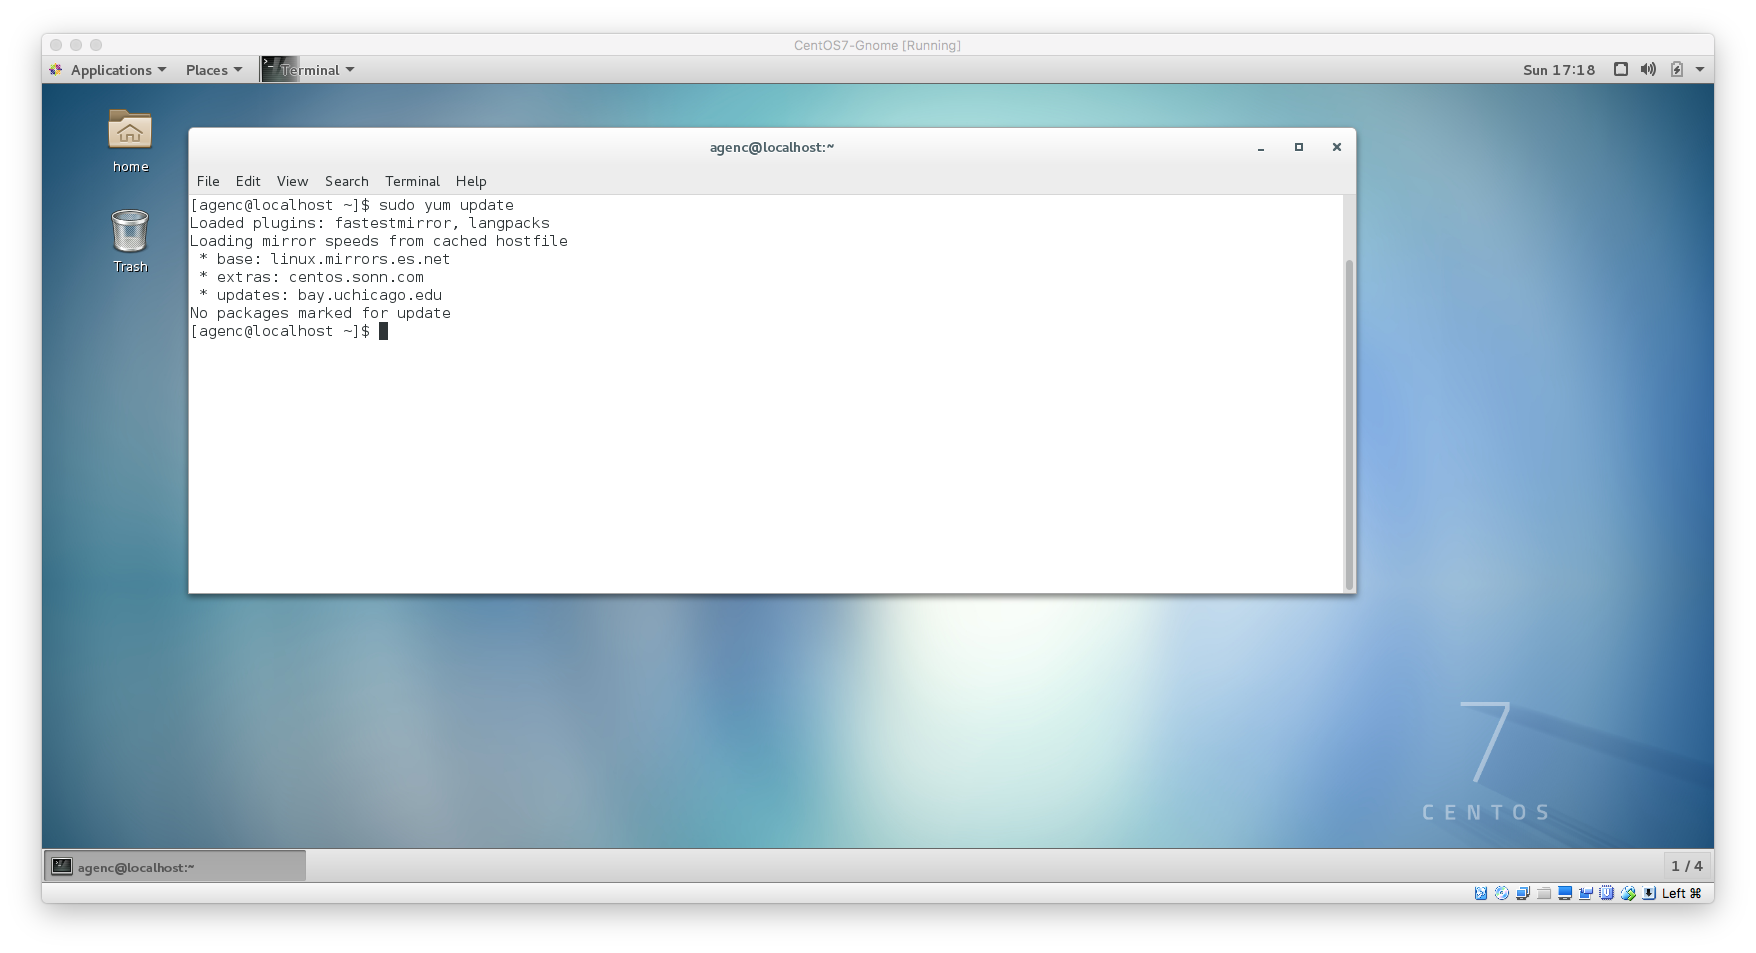 CentOS7-Gnome [Running]
Applications Places Terminal Sun 17:18
home
Trash
agenc@localhost:~
File Edit View Search Terminal Help
[agenc@localhost ~]$ sudo yum update
Loaded plugins: fastestmirror, langpacks
Loading mirror speeds from cached hostfile
* base: linux.mirrors.es.net
* extras: centos.sonn.com
* updates: bay.uchicago.edu
No packages marked for update
[agenc@localhost ~]$
7
CENTOS
agenc@localhost:~ 1 / 4
Left ⌘